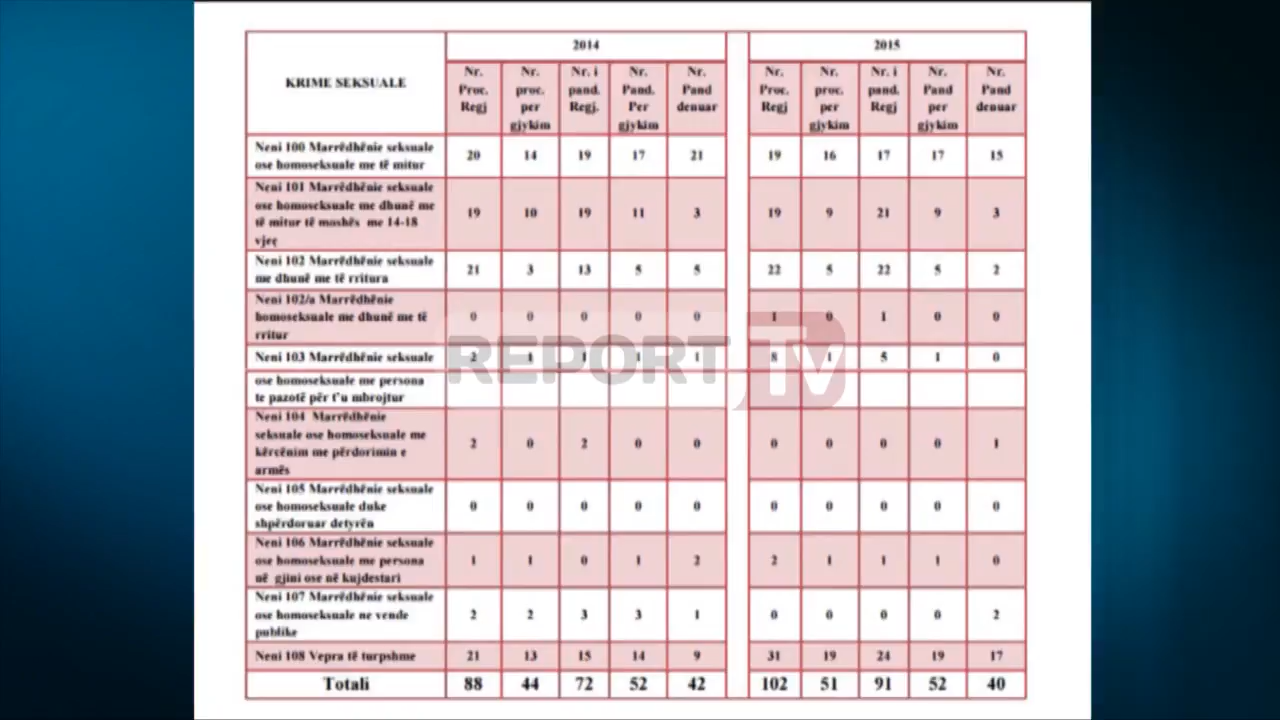 2014 2015
KRIME SEKSUALE
Nr. Proc. Regj Nr. proc. per gjykim Nr. i pand. Regj. Nr. Pand. Per gjykim Nr. Pand denuar Nr. Proc. Regj Nr. proc. per gjykim Nr. i pand. Regj Nr. Pand per gjykim Nr. Pand denuar
Neni 100 Marrëdhënie seksuale
ose homoseksuale me të mitur 20 14 19 17 21 19 16 17 17 15
Neni 101 Marrëdhënie seksuale
ose homoseksuale me dhunë me
të mitur të moshës me 14-18
vjeç 19 10 19 11 3 19 9 21 9 3
Neni 102 Marrëdhënie seksuale
me dhunë me të rritura 21 3 13 5 5 22 5 22 5 2
Neni 102/a Marrëdhënie
homoseksuale me dhunë me të
rritur 0 0 0 0 0 1 0 1 0 0
Neni 103 Marrëdhënie seksuale 2 1 1 1 1 8 1 5 1 0
REPORT TV
ose homoseksuale me persona
te pazotë për t'u mbrojtur
Neni 104 Marrëdhënie
seksuale ose homoseksuale me
kërcënim me përdorimin e
armës 2 0 2 0 0 0 0 0 0 1
Neni 105 Marrëdhënie seksuale
ose homoseksuale duke
shpërdoruar detyrën 0 0 0 0 0 0 0 0 0 0
Neni 106 Marrëdhënie seksuale
ose homoseksuale me persona
në gjini ose në kujdestari 1 1 0 1 2 2 1 1 1 0
Neni 107 Marrëdhënie seksuale
ose homoseksuale ne vende
publike 2 2 3 3 1 0 0 0 0 2
Neni 108 Vepra të turpshme 21 13 15 14 9 31 19 24 19 17
Totali 88 44 72 52 42 102 51 91 52 40